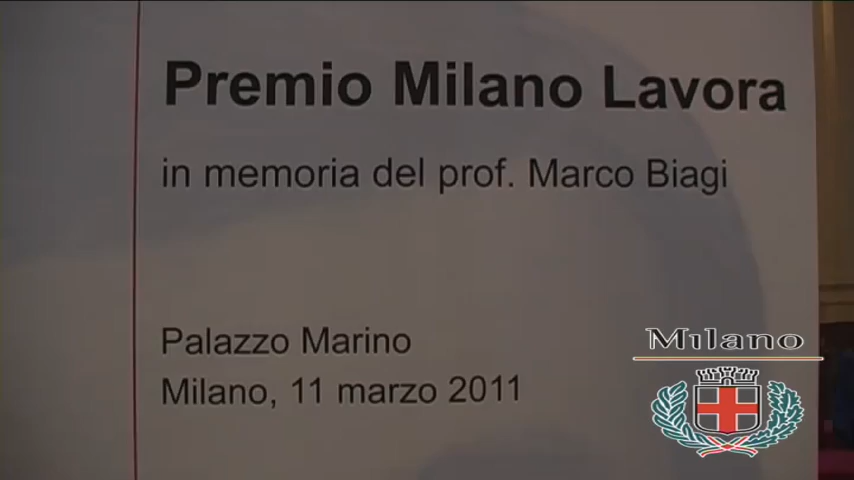 Premio Milano Lavora
in memoria del prof. Marco Biagi
Palazzo Marino
Milano, 11 marzo 2011
Milano